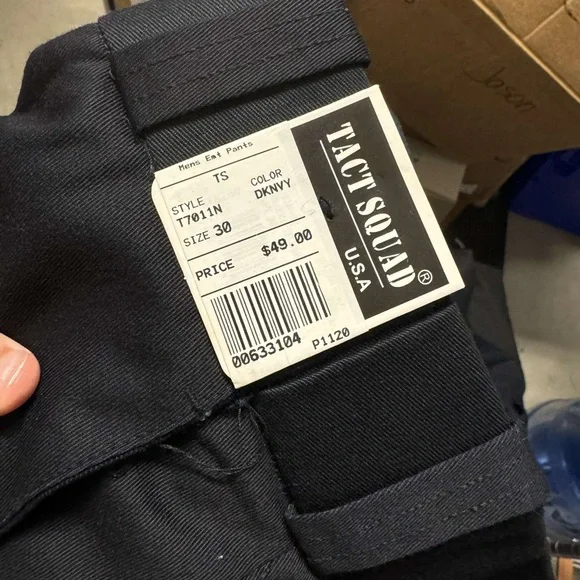 Mens Emt Pants
TS
STYLE
T7011N
COLOR
DKNVY
SIZE 30
PRICE $49.00
00633104
P1120
TACT SQUAD®
U.S.A